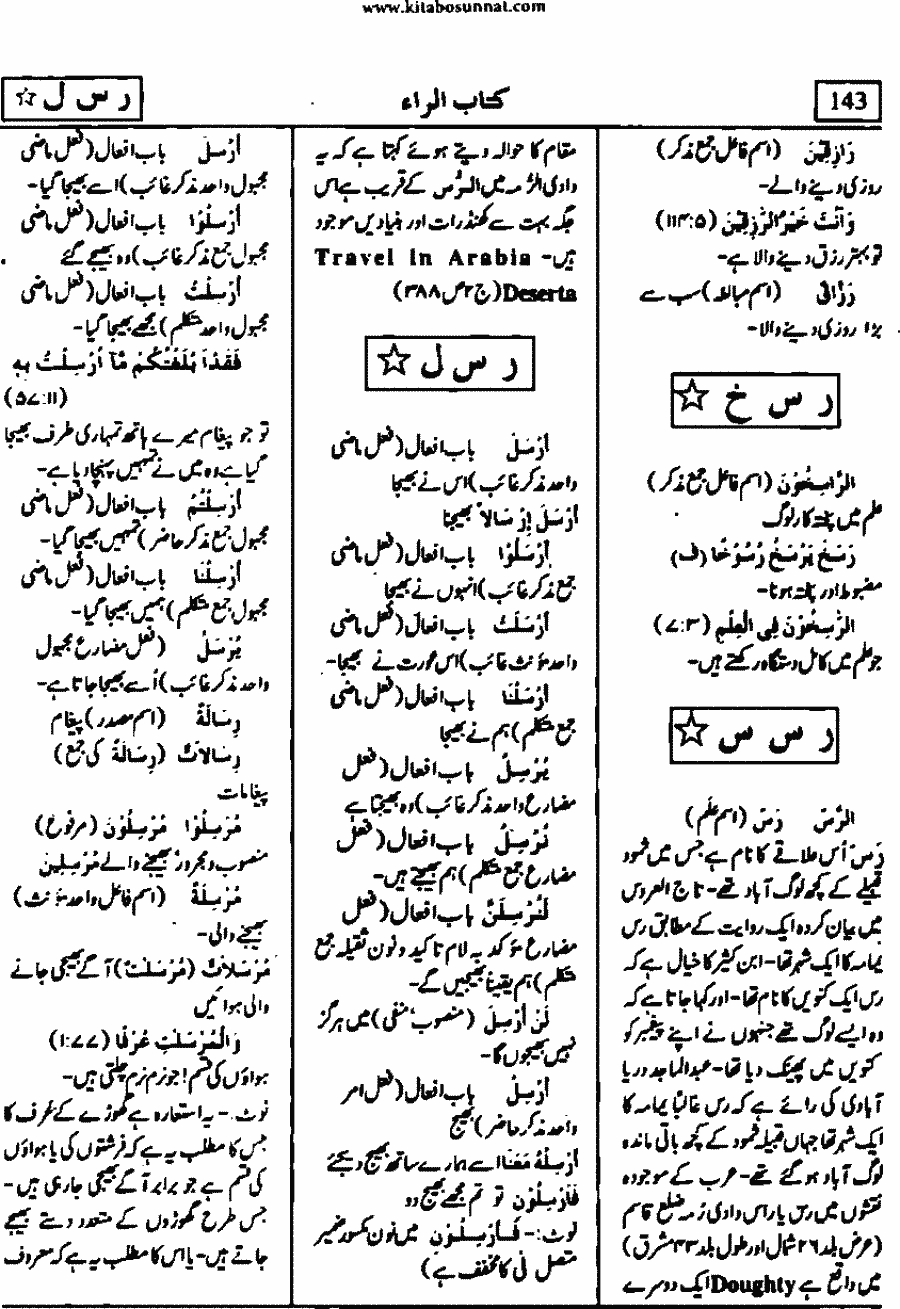 www.kitabosunnat.com
143
کتاب الراء
ر س ل ☆
رَازِقِیْنَ (اسم فاعل جمع مذکر)
روزی دینے والے-
وَاَنْتَ خَیْرُ الرّٰزِقِیْنَ (۱۱۴:۵)
تو بہتر رزق دینے والا ہے-
رَزَّاقٌ (اسم مبالغہ) سب سے
بڑا روزی دینے والا-
ر س خ ☆
الرَّاسِخُوْنَ (اسم فاعل جمع مذکر)
علم میں پختہ کار لوگ
رَسَخَ یَرْسَخُ رُسُوْخًا (ف)
مضبوط اور پختہ ہونا-
الرّٰسِخُوْنَ فِی الْعِلْمِ (۷:۳)
جو علم میں کامل دستگاہ رکھتے ہیں-
ر س س ☆
الرَّسِّ رَسّ (اسم علَم)
رَسّ اُس علاقے کا نام ہے جس میں ثمود
قبیلے کے کچھ لوگ آباد تھے- تاج العروس
میں بیان کردہ ایک روایت کے مطابق رس
یمامہ کا ایک شہر تھا- ابن کثیر کا خیال ہے کہ
رس ایک کنویں کا نام تھا- اور کہا جاتا ہے کہ
وہ ایسے لوگ تھے جنہوں نے اپنے پیغمبر کو
کنویں میں پھینک دیا تھا- عبدالماجد دریا
آبادی کی رائے ہے کہ رس غالباً یمامہ کا
ایک شہر تھا جہاں قبیلہ ثمود کے کچھ باقی ماندہ
لوگ آباد ہو گئے تھے- عرب کے موجودہ
نقشوں میں رس یا راس وادی رمہ ضلع قاسم
(عرض بلد ۲۶ شمال اور طول بلد ۴۳ مشرق)
میں واقع ہے Doughty ایک دوسرے
مقام کا حوالہ دیتے ہوئے کہتا ہے کہ یہ
وادی الرُّمہ میں الرَّس کے قریب ہے اس
جگہ بہت سے کھنڈرات اور بنیادیں موجود
ہیں- Travel in Arabia
Deserta (ج۲ ص۳۸۸)
ر س ل ☆
اَرْسَلَ باب افعال (فعل ماضی
واحد مذکر غائب) اس نے بھیجا
اَرْسَلَ اِرْسَالاً بھیجنا
اَرْسَلُوْا باب افعال (فعل ماضی
جمع مذکر غائب) انہوں نے بھیجا
اَرْسَلَتْ باب افعال (فعل ماضی
واحد مؤنث غائب) اس عورت نے بھیجا-
اَرْسَلْنَا باب افعال (فعل ماضی
جمع متکلم) ہم نے بھیجا
یُرْسِلُ باب افعال (فعل
مضارع واحد مذکر غائب) وہ بھیجتا ہے
نُرْسِلُ باب افعال (فعل
مضارع جمع متکلم) ہم بھیجتے ہیں-
لَنُرْسِلَنَّ باب افعال (فعل
مضارع مؤکد بہ لام تاکید و نون ثقیلہ جمع
متکلم) ہم یقیناً بھیجیں گے-
لَنْ اُرْسِلَ (منصوب منفی) میں ہرگز
نہیں بھیجوں گا-
اَرْسِلْ باب افعال (فعل امر
واحد مذکر حاضر) بھیج
اَرْسِلْهُ مَعَنَا اسے ہمارے ساتھ بھیج دیجئے
فَاَرْسِلُوْنِ تو تم مجھے بھیج دو
نوٹ:- فَاَرْسِلُوْنِ میں نون مکسور ضمیر
متصل نی کا مخفف ہے)
اُرْسِلَ باب افعال (فعل ماضی
مجہول واحد مذکر غائب) اسے بھیجا گیا-
اُرْسِلُوْا باب افعال (فعل ماضی
مجہول جمع مذکر غائب) وہ بھیجے گئے
اُرْسِلْتُ باب افعال (فعل ماضی
مجہول واحد متکلم) مجھے بھیجا گیا-
فَقَدْ اَبْلَغْتُكُمْ مَّآ اُرْسِلْتُ بِهٖ
(۵۷:۱۱)
تو جو پیغام میرے ہاتھ تمہاری طرف بھیجا
گیا ہے وہ میں نے تمہیں پہنچا دیا ہے-
اُرْسِلْتُمْ باب افعال (فعل ماضی
مجہول جمع مذکر حاضر) تمہیں بھیجا گیا-
اُرْسِلْنَا باب افعال (فعل ماضی
مجہول جمع متکلم) ہمیں بھیجا گیا-
یُرْسَلُ (فعل مضارع مجہول
واحد مذکر غائب) اُسے بھیجا جاتا ہے-
رِسَالَةٌ (اسم مصدر) پیغام
رِسَالَاتٌ (رِسَالَةٌ کی جمع)
پیغامات
مُرْسِلُوْا مُرْسِلُوْنَ (مرفوع)
منصوب و مجرور بھیجنے والے مُرْسِلِیْنَ
مُرْسِلَةٌ (اسم فاعل واحد مؤنث)
بھیجنے والی-
مُرْسَلَاتٌ (مُرْسَلٰتٌ) آگے بھیجی جانے
والی ہوائیں
وَالْمُرْسَلٰتِ عُرْفًا (۱:۷۷)
ہواؤں کی قسم! جو نرم نرم چلتی ہیں-
نوٹ:- یہ استعارہ ہے گھوڑے کے عُرف کا
جس کا مطلب یہ ہے کہ فرشتوں کی یا ہواؤں
کی قسم ہے جو برابر آگے بھیجی جا رہی ہیں-
جس طرح گھوڑوں کے متعدد دستے بھیجے
جاتے ہیں- یا اس کا مطلب یہ ہے کہ معروف